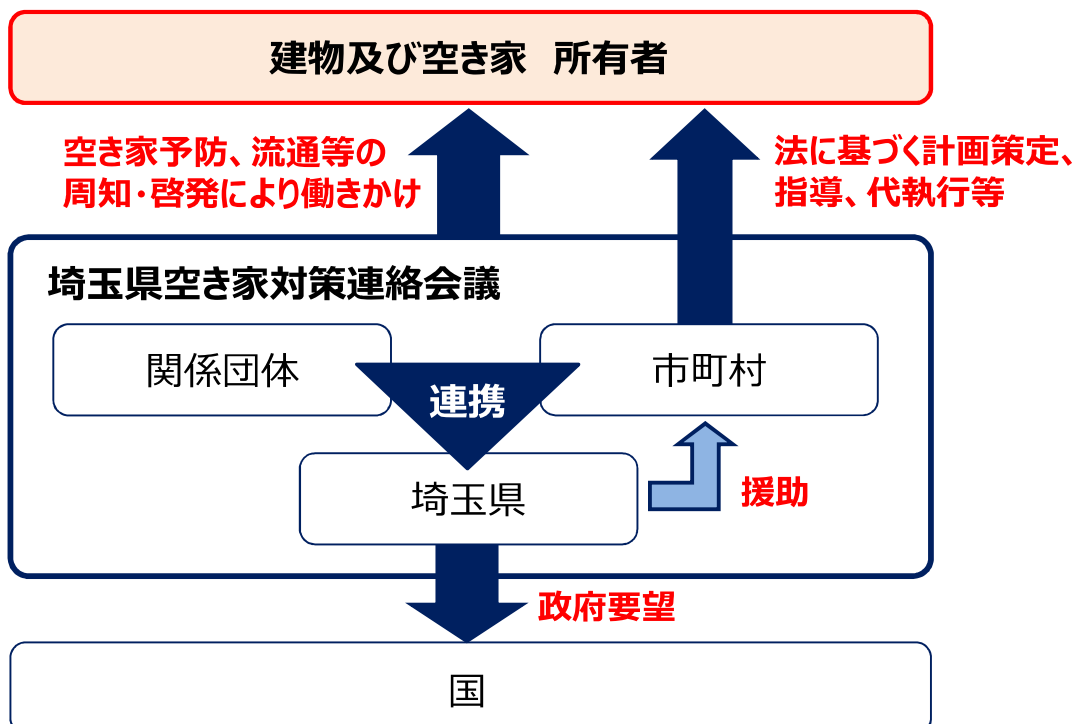 建物及び空き家　所有者
空き家予防、流通等の
周知・啓発により働きかけ
法に基づく計画策定、
指導、代執行等
埼玉県空き家対策連絡会議
関係団体
市町村
連携
埼玉県
援助
政府要望
国